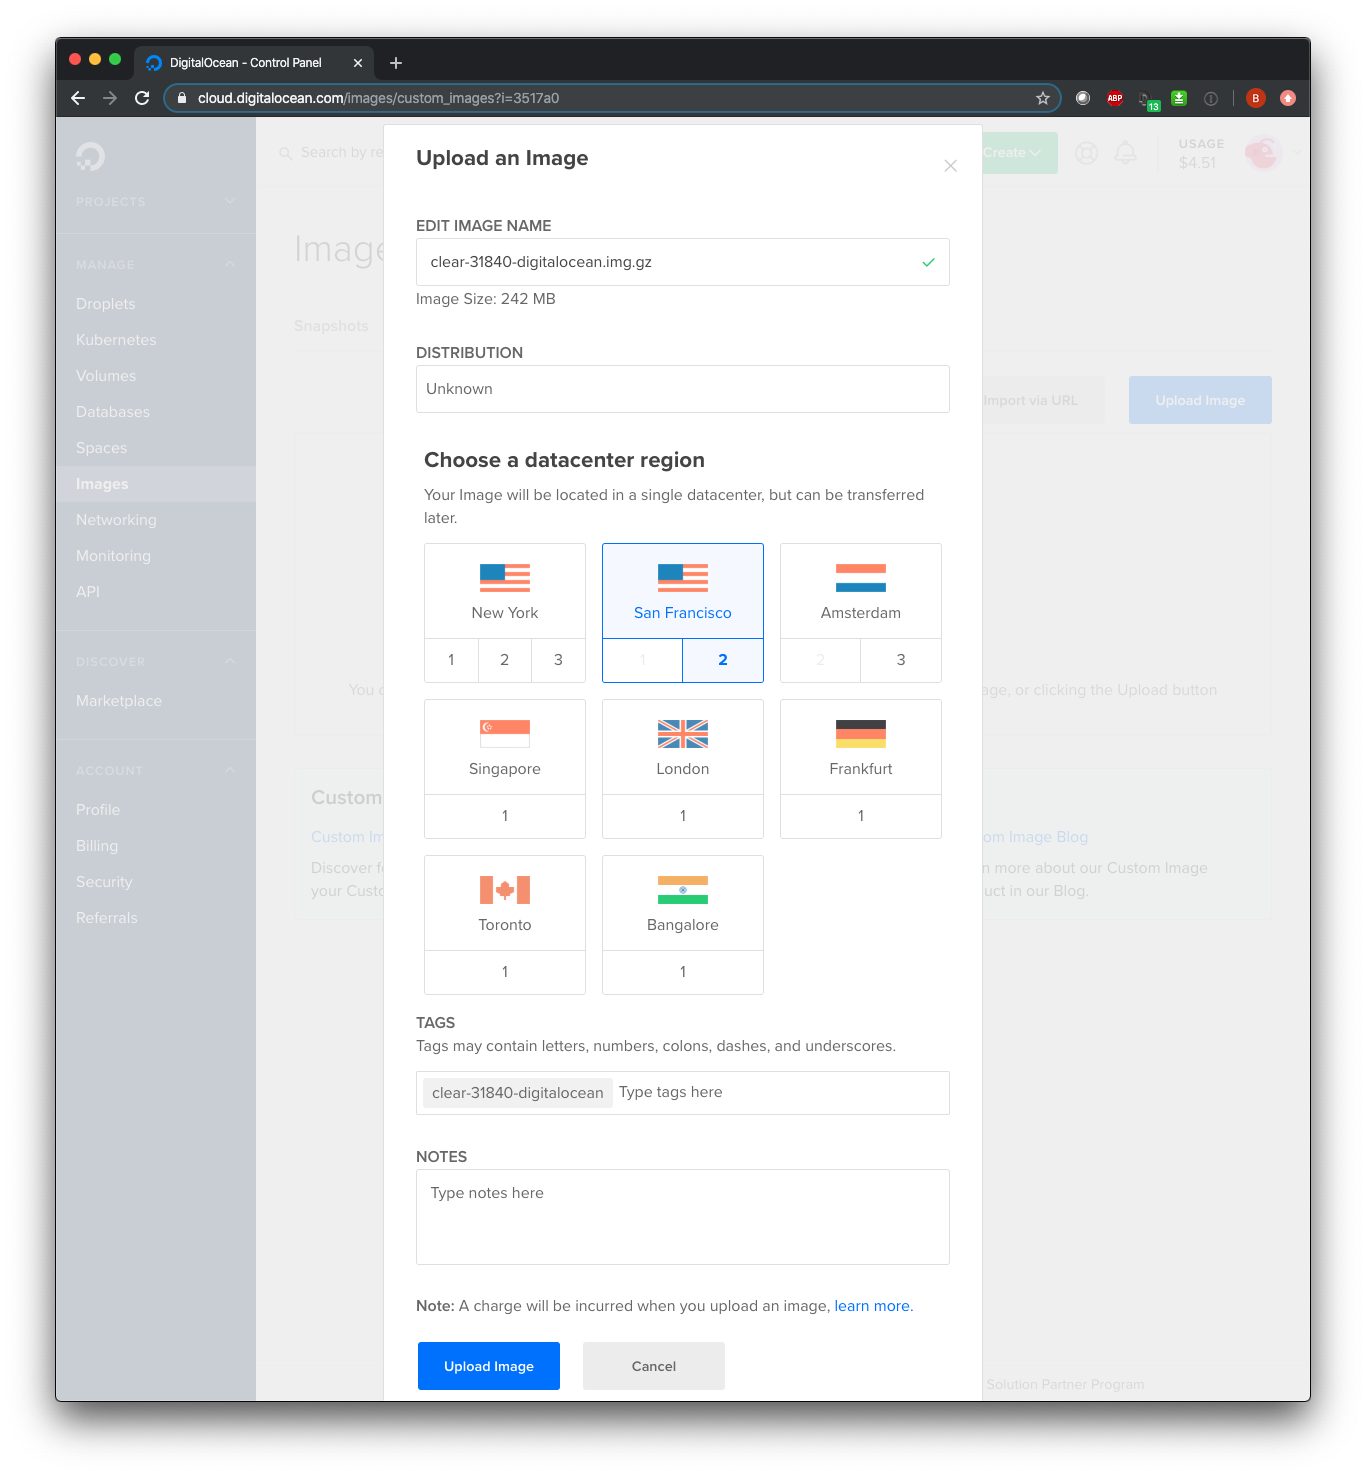 DigitalOcean - Control Panel
cloud.digitalocean.com/images/custom_images?i=3517a0
ABP
13
B
Search by re
Create
USAGE
$4.51
PROJECTS
MANAGE
Droplets
Kubernetes
Volumes
Databases
Spaces
Images
Networking
Monitoring
API
DISCOVER
Marketplace
ACCOUNT
Profile
Billing
Security
Referrals
Image
Snapshots
Import via URL
Upload Image
You
age, or clicking the Upload button
Custom
Custom Im
om Image Blog
Discover f
n more about our Custom Image
your Custo
uct in our Blog.
Solution Partner Program
Upload an Image
EDIT IMAGE NAME
clear-31840-digitalocean.img.gz
Image Size: 242 MB
DISTRIBUTION
Unknown
Choose a datacenter region
Your Image will be located in a single datacenter, but can be transferred
later.
New York
1 2 3
San Francisco
1 2
Amsterdam
2 3
Singapore
1
London
1
Frankfurt
1
Toronto
1
Bangalore
1
TAGS
Tags may contain letters, numbers, colons, dashes, and underscores.
clear-31840-digitalocean Type tags here
NOTES
Type notes here
Note: A charge will be incurred when you upload an image, learn more.
Upload Image
Cancel